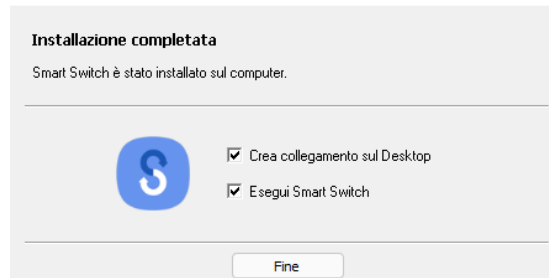 Installazione completata
Smart Switch è stato installato sul computer.
Crea collegamento sul Desktop
Esegui Smart Switch
Fine